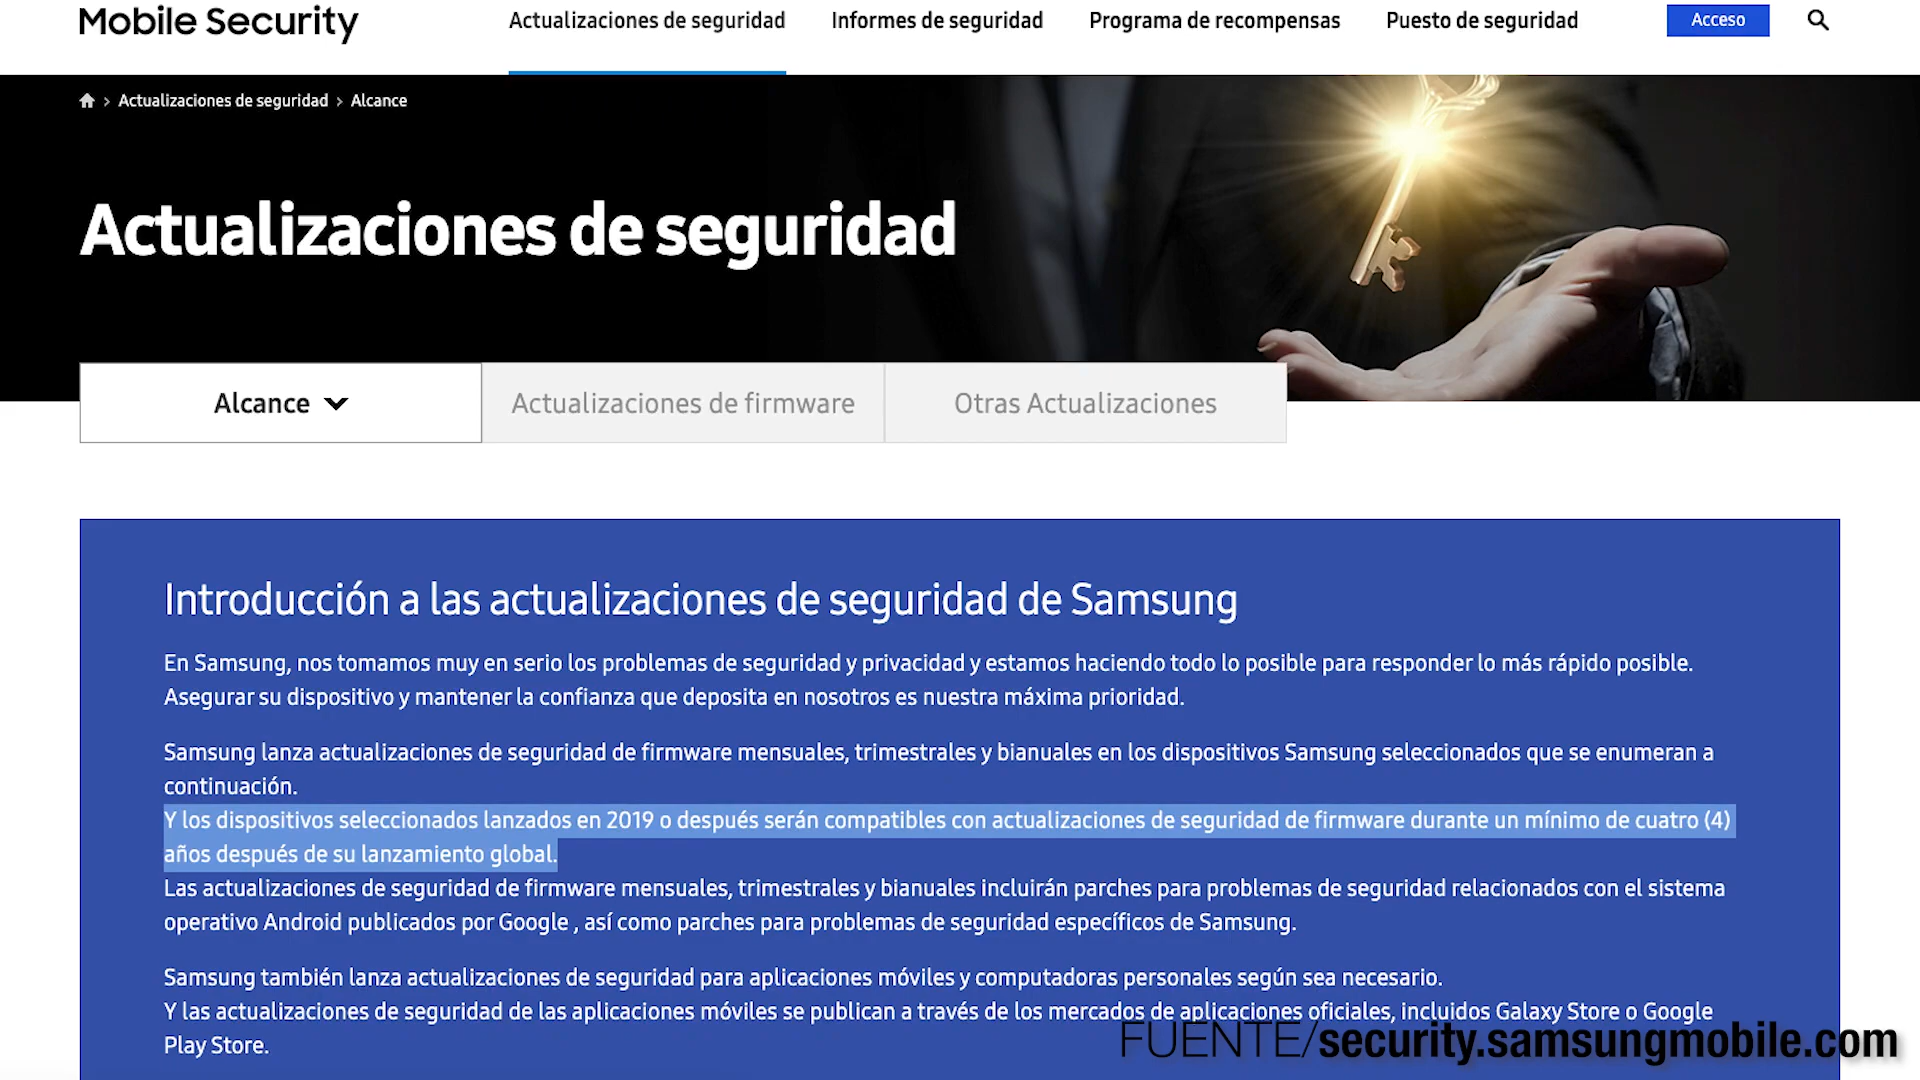 Mobile Security
Actualizaciones de seguridad
Informes de seguridad
Programa de recompensas
Puesto de seguridad
Acceso
Actualizaciones de seguridad > Alcance
Actualizaciones de seguridad
Alcance
Actualizaciones de firmware
Otras Actualizaciones
Introducción a las actualizaciones de seguridad de Samsung
En Samsung, nos tomamos muy en serio los problemas de seguridad y privacidad y estamos haciendo todo lo posible para responder lo más rápido posible.
Asegurar su dispositivo y mantener la confianza que deposita en nosotros es nuestra máxima prioridad.
Samsung lanza actualizaciones de seguridad de firmware mensuales, trimestrales y bianuales en los dispositivos Samsung seleccionados que se enumeran a
continuación.
Y los dispositivos seleccionados lanzados en 2019 o después serán compatibles con actualizaciones de seguridad de firmware durante un mínimo de cuatro (4)
años después de su lanzamiento global.
Las actualizaciones de seguridad de firmware mensuales, trimestrales y bianuales incluirán parches para problemas de seguridad relacionados con el sistema
operativo Android publicados por Google , así como parches para problemas de seguridad específicos de Samsung.
Samsung también lanza actualizaciones de seguridad para aplicaciones móviles y computadoras personales según sea necesario.
Y las actualizaciones de seguridad de las aplicaciones móviles se publican a través de los mercados de aplicaciones oficiales, incluidos Galaxy Store o Google
Play Store.
FUENTE/security.samsungmobile.com